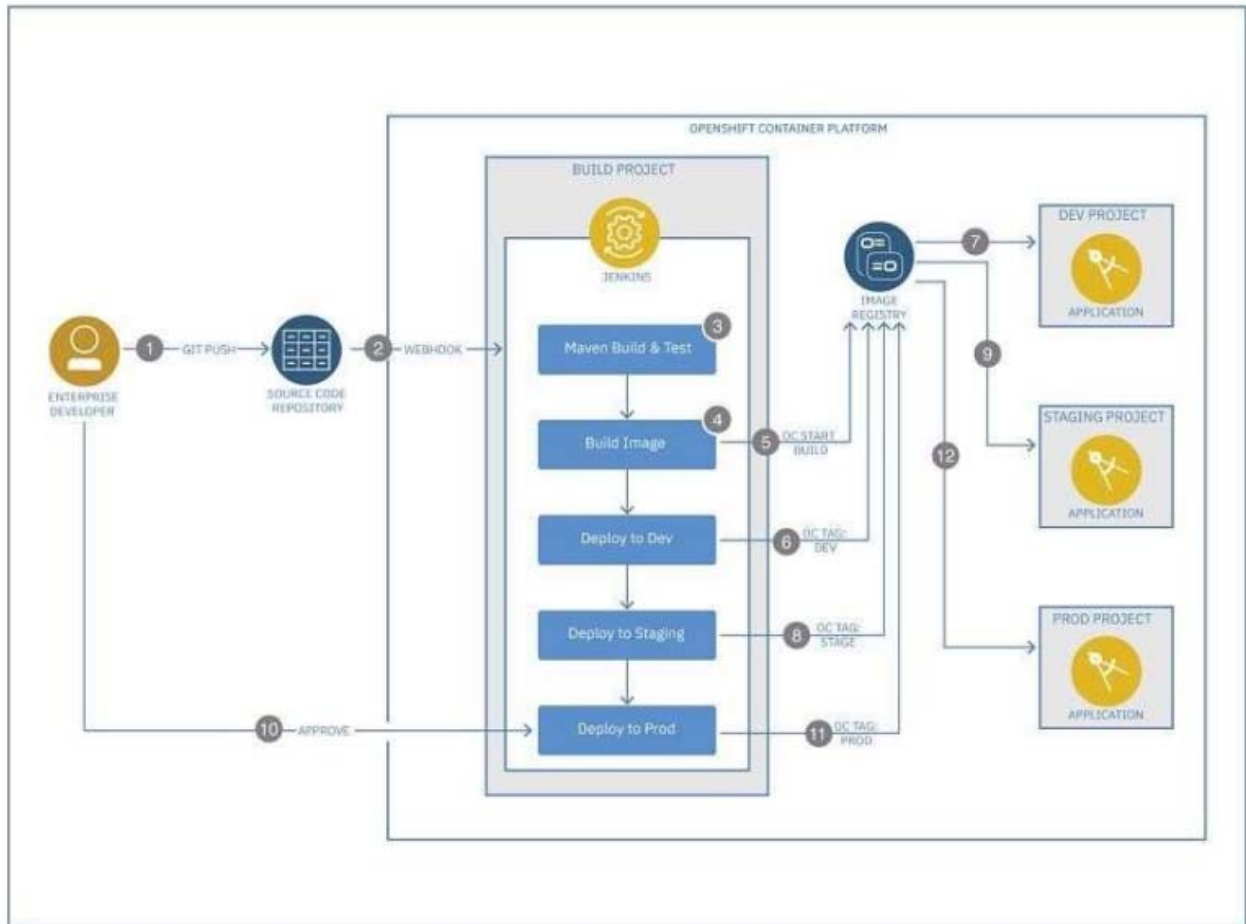 OPENSHIFT CONTAINER PLATFORM
BUILD PROJECT
JENKINS
DEV PROJECT
APPLICATION
IMAGE
REGISTRY
7
9
12
3
Maven Build & Test
1
GIT PUSH
2
WEBHOOK
ENTERPRISE
DEVELOPER
SOURCE CODE
REPOSITORY
4
Build Image
5
OC START
BUILD
STAGING PROJECT
APPLICATION
Deploy to Dev
6
OC TAG:
DEV
Deploy to Staging
8
OC TAG:
STAGE
PROD PROJECT
APPLICATION
10
APPROVE
Deploy to Prod
11
OC TAG:
PROD